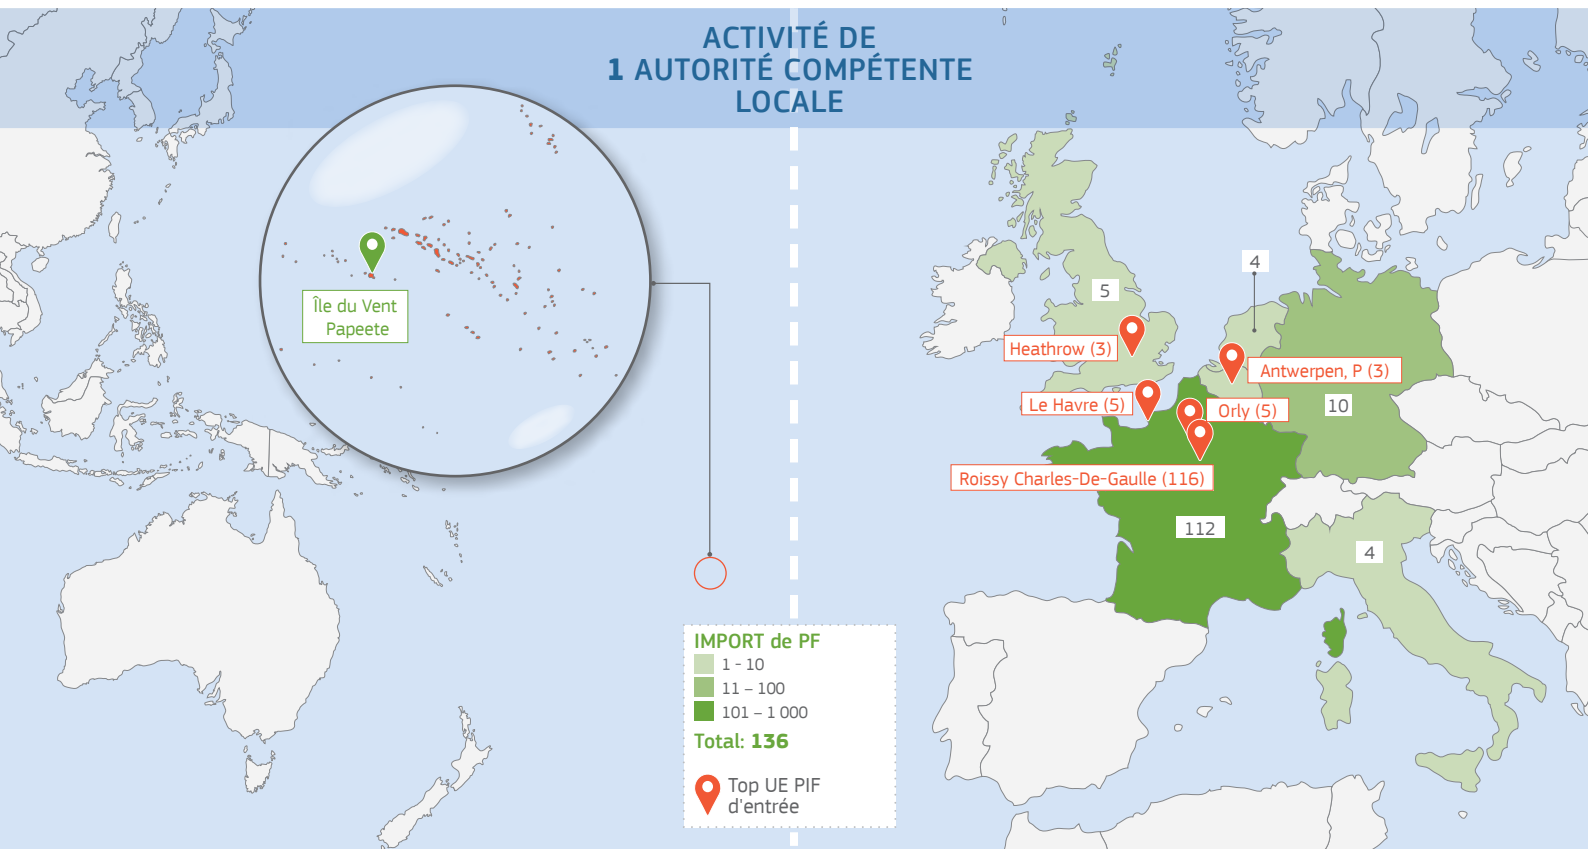 ACTIVITÉ DE
1 AUTORITÉ COMPÉTENTE
LOCALE
Île du Vent
Papeete
4
5
Heathrow (3)
Antwerpen, P (3)
Le Havre (5)
Orly (5)
10
Roissy Charles-De-Gaulle (116)
112
4
IMPORT de PF
1 - 10
11 – 100
101 – 1 000
Total: 136
Top UE PIF
d'entrée